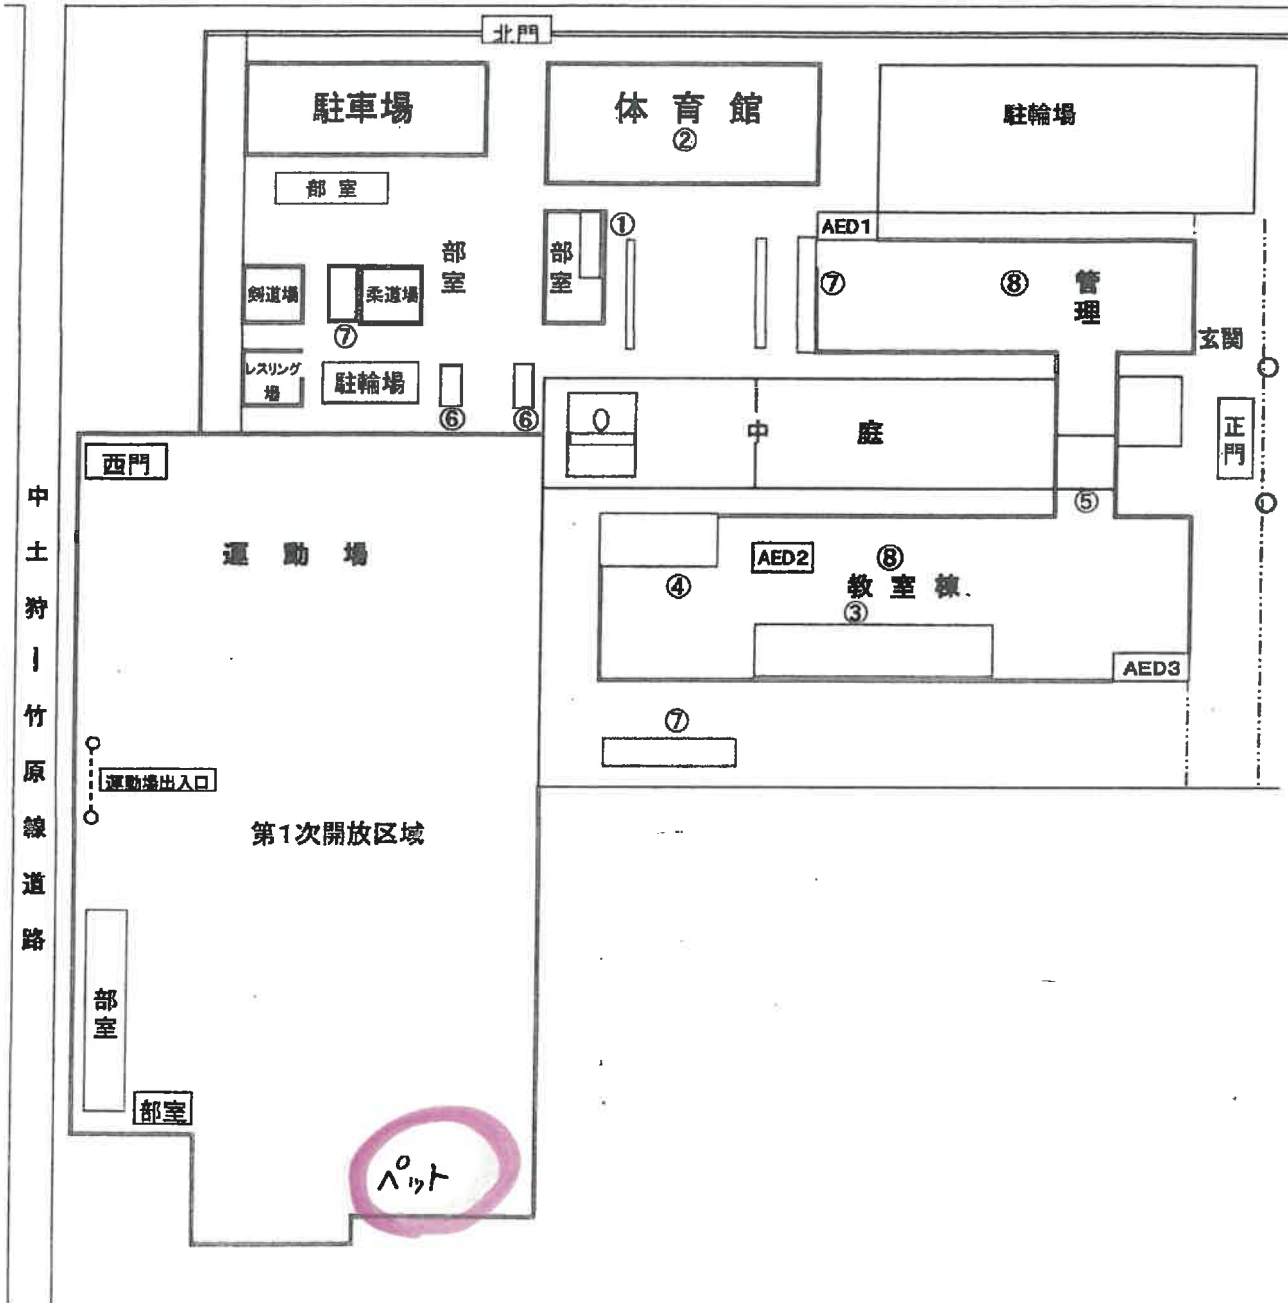 北門
駐車場
体育館
②
駐輪場
部室
部室
部室
①
AED1
剣道場
柔道場
⑦
⑦
⑧
管理
玄関
レスリング場
駐輪場
⑥
⑥
中庭
正門
西門
⑤
運動場
AED2
⑧
教室棟
④
③
AED3
⑦
中土狩ー竹原線道路
運動場出入口
第1次開放区域
部室
部室
ペット